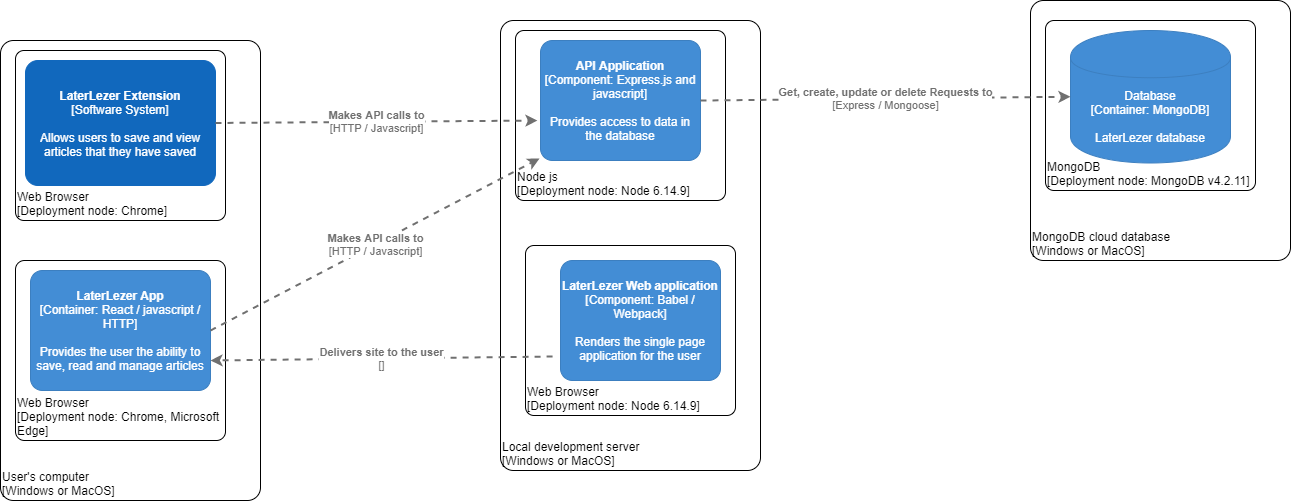 LaterLezer Extension
[Software System]
Allows users to save and view
articles that they have saved
Web Browser
[Deployment node: Chrome]
LaterLezer App
[Container: React / javascript /
HTTP]
Provides the user the ability to
save, read and manage articles
Web Browser
[Deployment node: Chrome, Microsoft
Edge]
User's computer
[Windows or MacOS]
Makes API calls to
[HTTP / Javascript]
Makes API calls to
[HTTP / Javascript]
Delivers site to the user
[]
API Application
[Component: Express.js and
javascript]
Provides access to data in
the database
Node js
[Deployment node: Node 6.14.9]
LaterLezer Web application
[Component: Babel /
Webpack]
Renders the single page
application for the user
Web Browser
[Deployment node: Node 6.14.9]
Local development server
[Windows or MacOS]
Get, create, update or delete Requests to
[Express / Mongoose]
Database
[Container: MongoDB]
LaterLezer database
MongoDB
[Deployment node: MongoDB v4.2.11]
MongoDB cloud database
[Windows or MacOS]